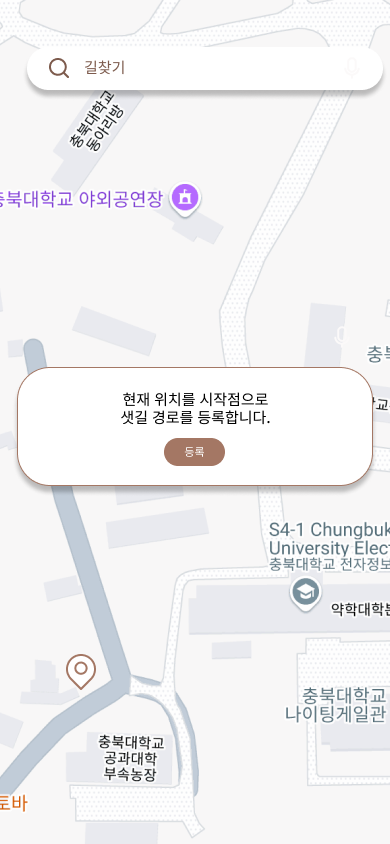 길찾기
충북대학교
동아리방
충북대학교 야외공연장
현재 위치를 시작점으로
샛길 경로를 등록합니다.
등록
S4-1 Chungbuk
University Elect
충북대학교 전자정보
약학대학본
충북대학교
나이팅게일관
충북대학교
공과대학
부속농장
토바